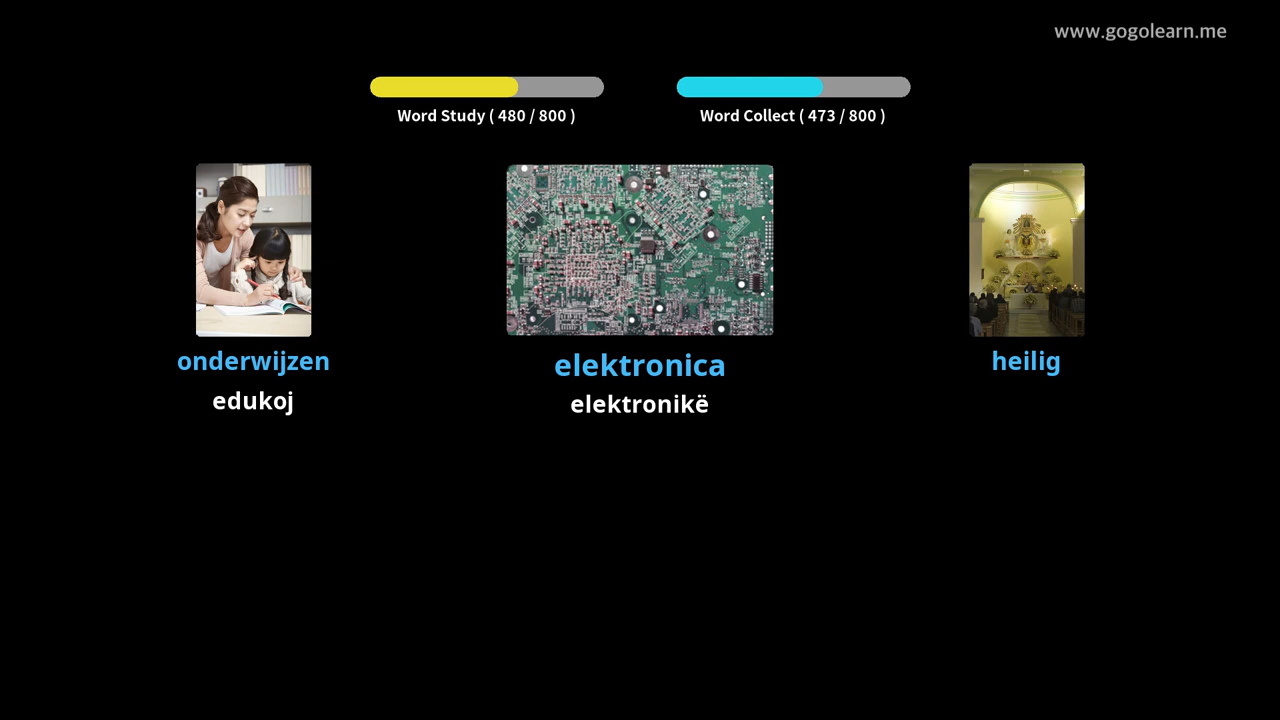 www.gogolearn.me
Word Study ( 480 / 800 )
Word Collect ( 473 / 800 )
onderwijzen
edukoj
elektronica
elektronikë
heilig